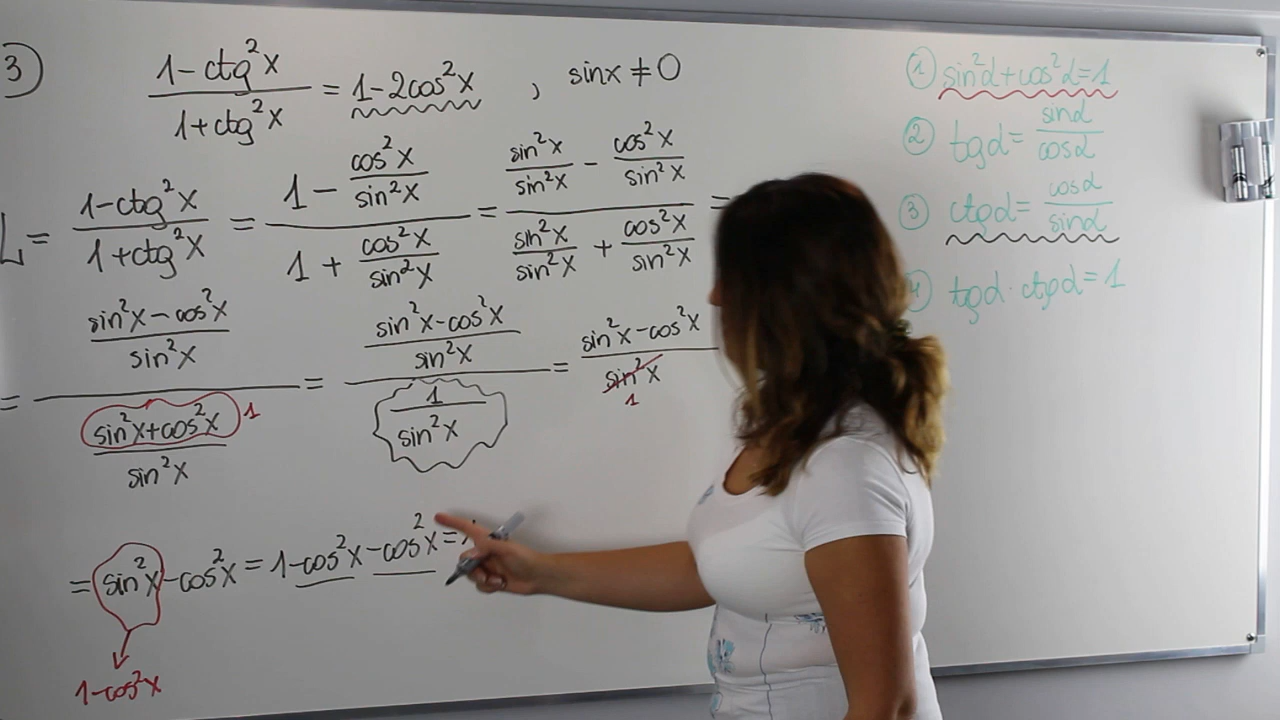 3
1-ctg²x / 1+ctg²x = 1-2cos²x , sinx ≠ 0
L = 1-ctg²x / 1+ctg²x = (1 - cos²x/sin²x) / (1 + cos²x/sin²x) = (sin²x/sin²x - cos²x/sin²x) / (sin²x/sin²x + cos²x/sin²x) =
= ((sin²x-cos²x)/sin²x) / ((sin²x+cos²x)/sin²x) = ((sin²x-cos²x)/sin²x) / (1/sin²x) = (sin²x-cos²x)/sin²x
1
1
= sin²x-cos²x = 1-cos²x-cos²x =
1-cos²x
1 sin²α+cos²α=1
2 tgα= sinα/cosα
3 ctgα= cosα/sinα
tgα·ctgα=1